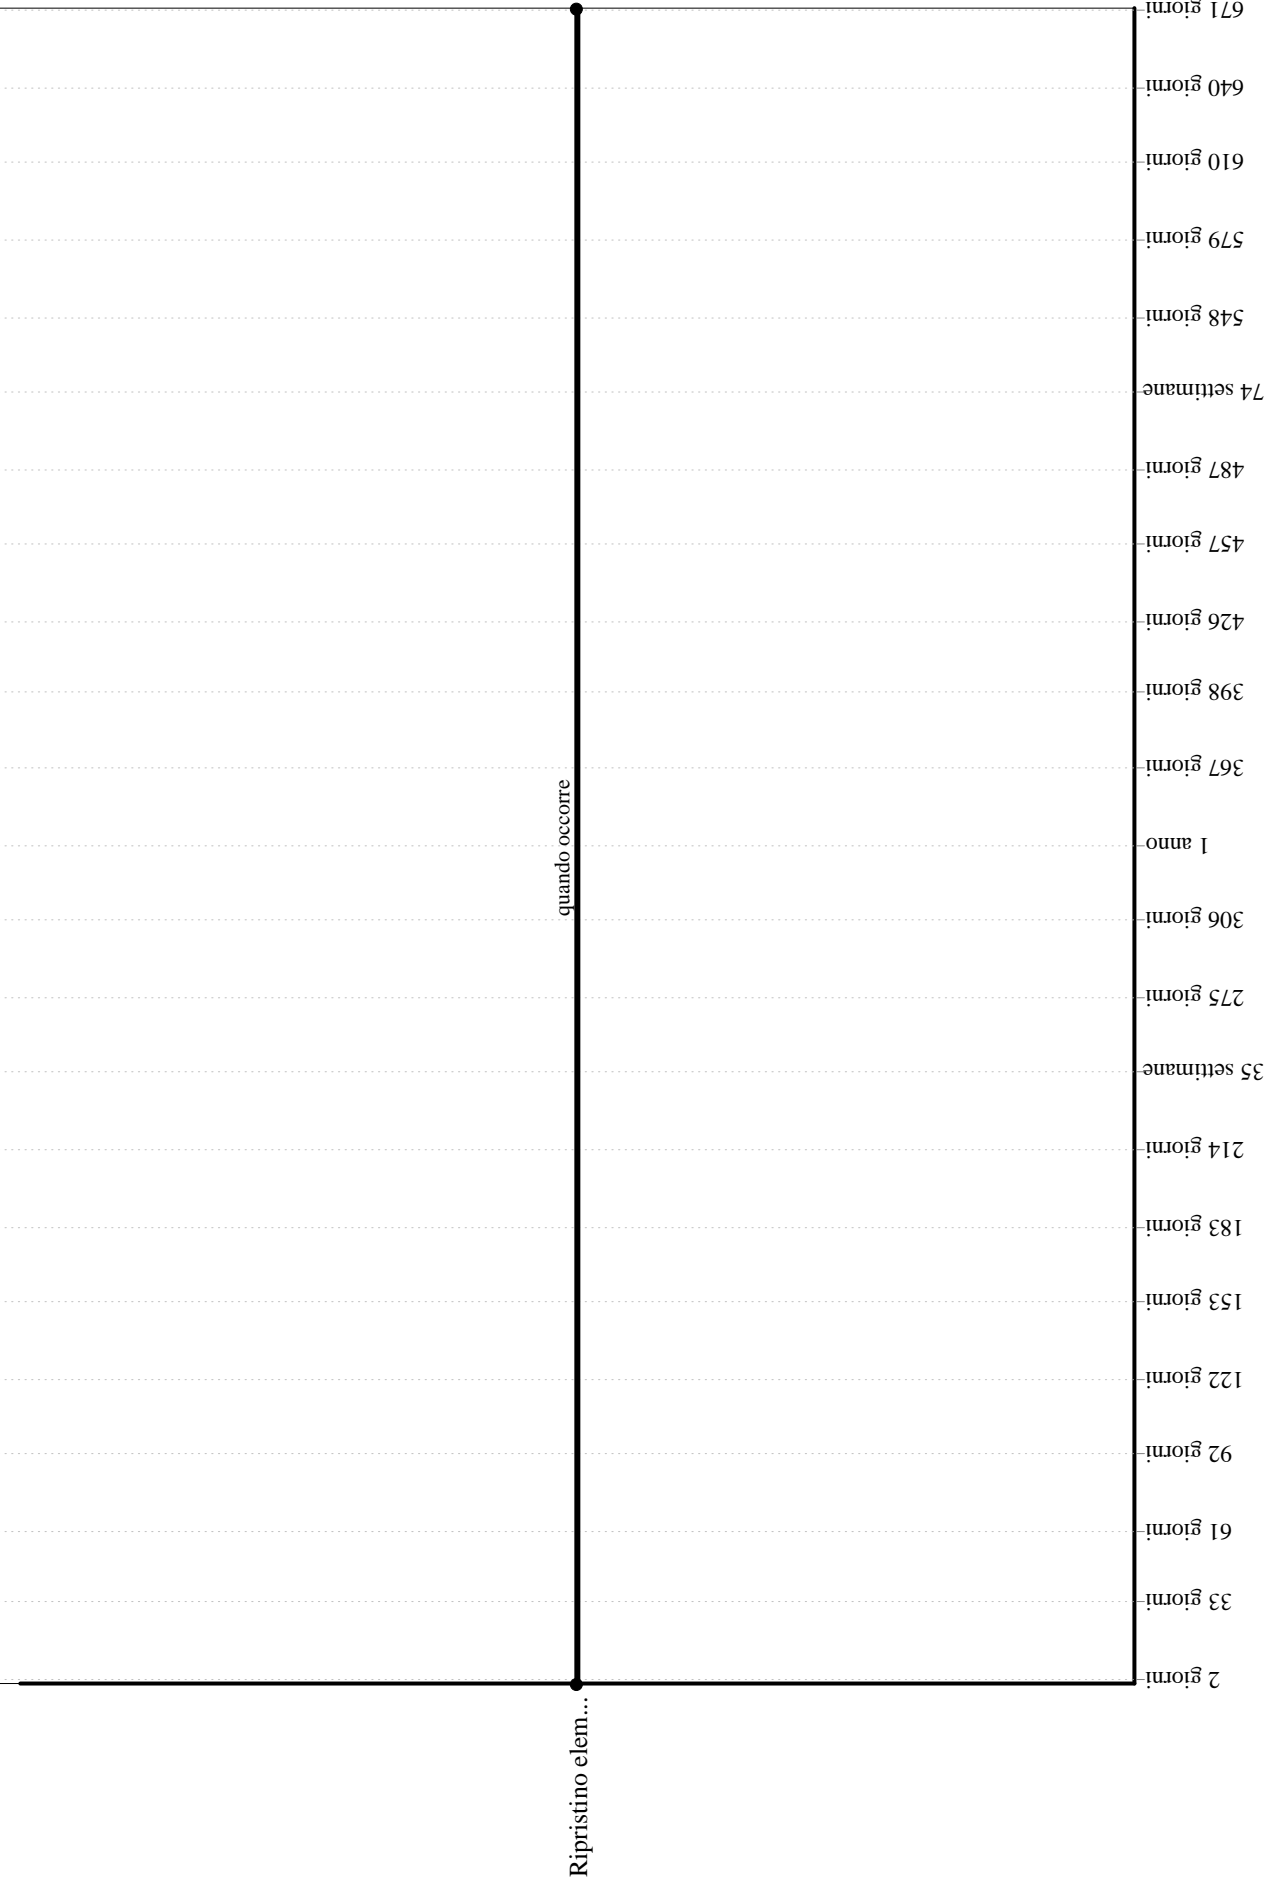 671 giorni
640 giorni
610 giorni
579 giorni
548 giorni
74 settimane
487 giorni
457 giorni
426 giorni
398 giorni
367 giorni
1 anno
306 giorni
275 giorni
35 settimane
214 giorni
183 giorni
153 giorni
122 giorni
92 giorni
61 giorni
33 giorni
2 giorni
quando occorre
Ripristino elem...